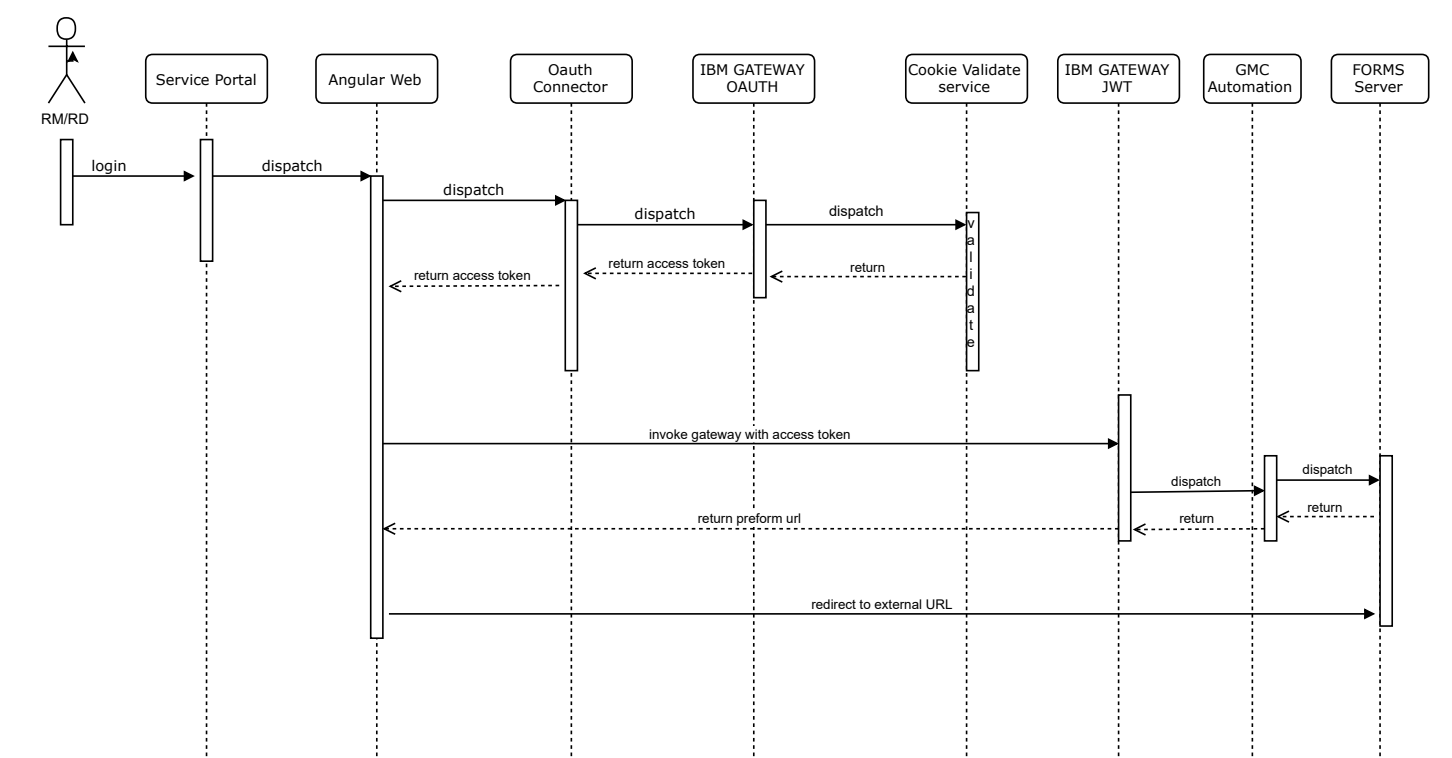 RM/RD
Service Portal
Angular Web
Oauth
Connector
IBM GATEWAY
OAUTH
Cookie Validate
service
IBM GATEWAY
JWT
GMC
Automation
FORMS
Server
login
dispatch
dispatch
dispatch
dispatch
validate
return access token
return access token
return
invoke gateway with access token
dispatch
dispatch
return preform url
return
return
redirect to external URL